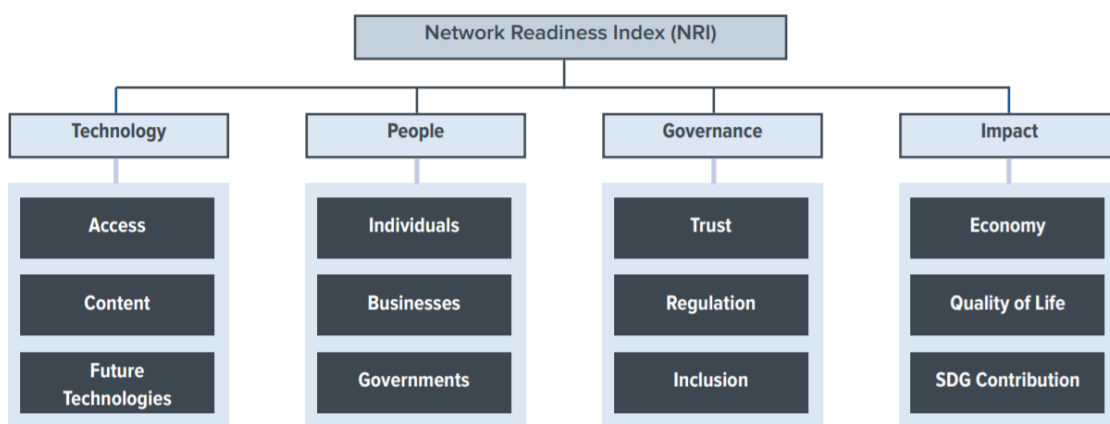 Network Readiness Index (NRI)
Technology
People
Governance
Impact
Access
Individuals
Trust
Economy
Content
Businesses
Regulation
Quality of Life
Future
Technologies
Governments
Inclusion
SDG Contribution